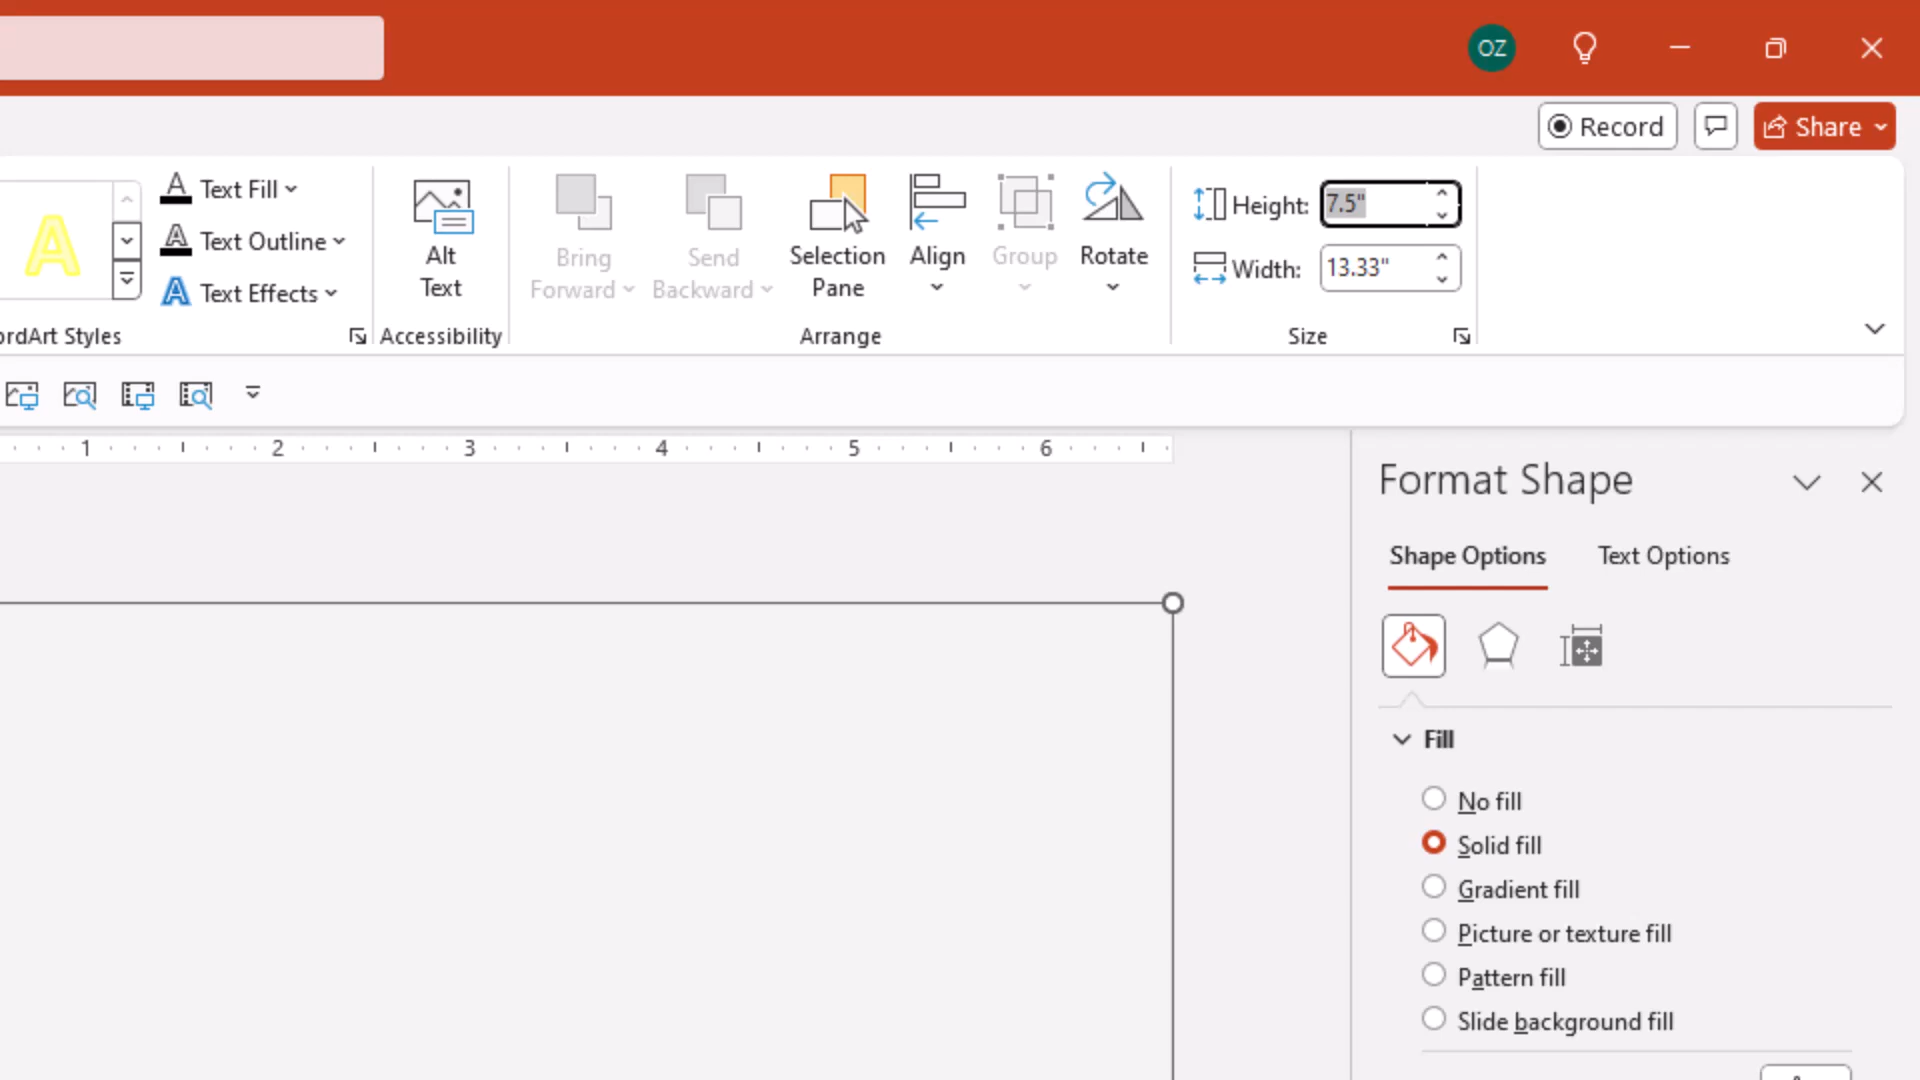 OZ
Record
Share
Text Fill
Text Outline
Text Effects
ordArt Styles
Alt
Text
Accessibility
Bring
Forward
Send
Backward
Selection
Pane
Align
Group
Rotate
Arrange
Height: 7.5"
Width: 13.33"
Size
1 2 3 4 5 6
Format Shape
Shape Options Text Options
Fill
No fill
Solid fill
Gradient fill
Picture or texture fill
Pattern fill
Slide background fill